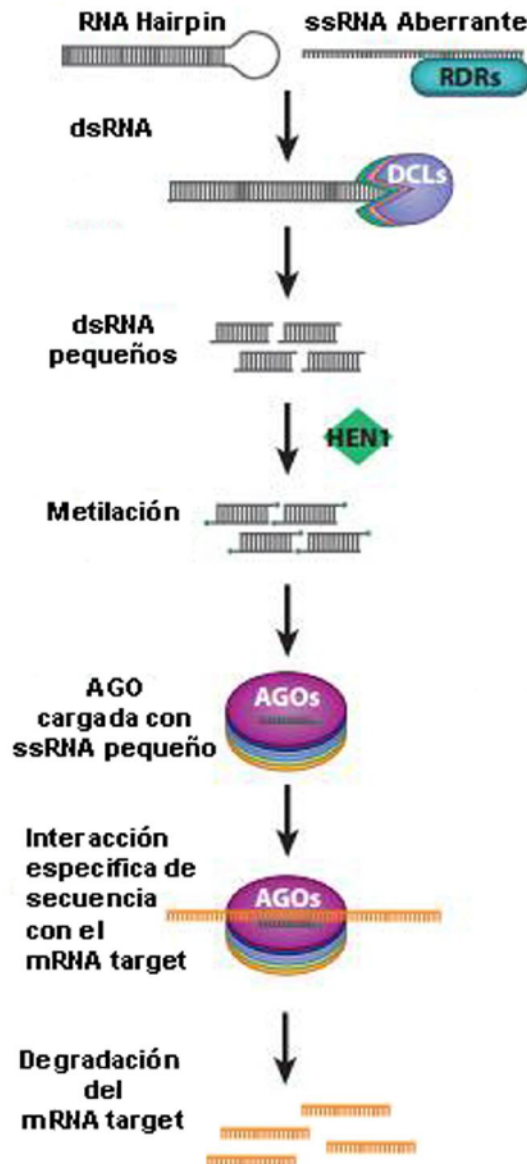 RNA Hairpin
ssRNA Aberrante
RDRs
dsRNA
DCLs
dsRNA
pequeños
HEN1
Metilación
AGO
cargada con
ssRNA pequeño
AGOs
Interacción
especifica de
secuencia
con el
mRNA target
AGOs
Degradación
del
mRNA target